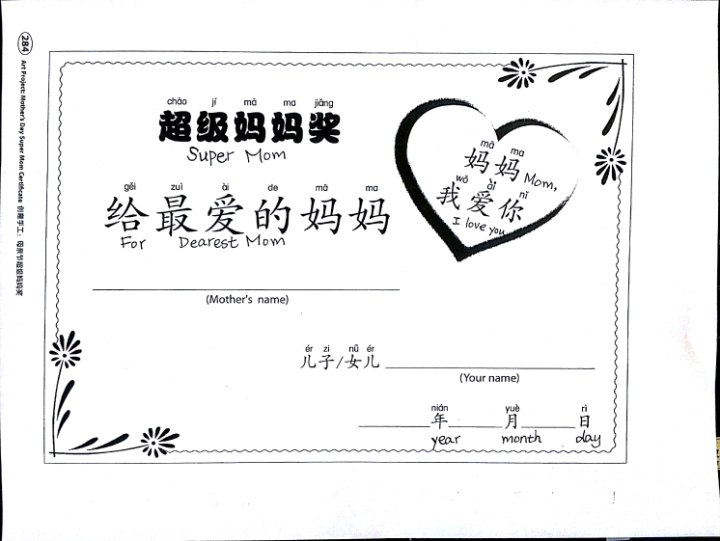 284 Art Project: Mother's Day Super Mom Certificate 创意手工：母亲节超级妈妈奖
chāo jí mā ma jiǎng
超级妈妈奖
Super Mom
gěi zuì ài de mā ma
给最爱的妈妈
For Dearest Mom
mā ma
妈妈 Mom,
wǒ ài nǐ
我爱你
I love you
(Mother's name)
ér zi nǚ ér
儿子/女儿
(Your name)
nián yuè rì
年 月 日
year month day